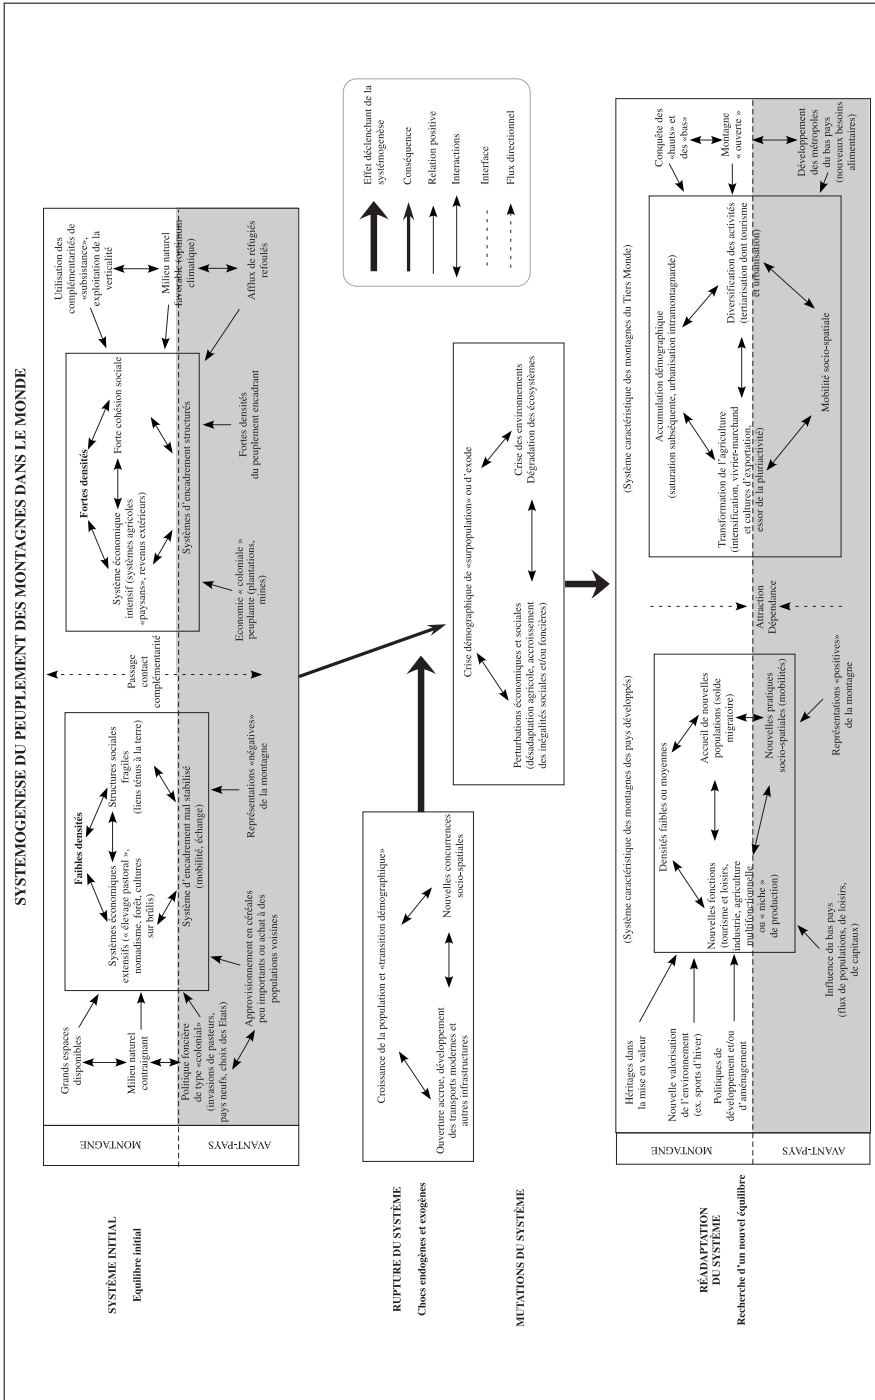 SYSTEMOGENESE DU PEUPLEMENT DES MONTAGNES DANS LE MONDE
SYSTÈME INITIAL
Equilibre initial
MONTAGNE
AVANT-PAYS
Grands espaces
disponibles
Milieu naturel
contraignant
Politique foncière
de type «colonial»
(invasions de pasteurs,
pays neufs, choix des Etats)
Faibles densités
Systèmes économiques
extensifs (« élevage pastoral »,
nomadisme, forêt, cultures
sur brûlis)
Structures sociales
fragiles
(liens ténus à la terre)
Système d'encadrement mal stabilisé
(mobilité, échange)
Approvisionnement en céréales
peu importants ou achat à des
populations voisines
Représentations «négatives»
de la montagne
Passage
contact
complémentarité
Fortes densités
Système économique
intensif (systèmes agricoles
«paysans», revenus extérieurs)
Forte cohésion sociale
Systèmes d'encadrement structurés
Economie « coloniale »
peuplante (plantations,
mines)
Fortes densités
du peuplement encadrant
Utilisation des
complémentarités de
«subsistance»,
exploitation de la
verticalité
Milieu naturel
favorable (optimum
climatique)
Afflux de réfugiés
refoulés
RUPTURE DU SYSTÈME
Chocs endogènes et exogènes
Croissance de la population et «transition démographique»
Ouverture accrue, développement
des transports modernes et
autres infrastructures
Nouvelles concurrences
socio-spatiales
MUTATIONS DU SYSTÈME
Crise démographique de «surpopulation» ou d'exode
Perturbations économiques et sociales
(désadaptation agricole, accroissement
des inégalités sociales et/ou foncières)
Crise des environnements
Dégradation des écosystèmes
Effet déclenchant de la
systémogenèse
Conséquence
Relation positive
Interactions
Interface
Flux directionnel
RÉADAPTATION
DU SYSTÈME
Recherche d'un nouvel équilibre
MONTAGNE
AVANT-PAYS
(Système caractéristique des montagnes des pays développés)
Héritages dans
la mise en valeur
Nouvelle valorisation
de l'environnement
(ex. sports d'hiver)
Politiques de
développement et/ou
d'aménagement
Densités faibles ou moyennes
Nouvelles fonctions
(tourisme et loisirs,
industrie, agriculture
multifonctionnelle
ou « niche »
de production)
Accueil de nouvelles
populations (solde
migratoire)
Nouvelles pratiques
socio-spatiales (mobilités)
Influence du bas pays
(flux de populations, de loisirs,
de capitaux)
Représentations «positives»
de la montagne
Attraction
Dépendance
(Système caractéristique des montagnes du Tiers Monde)
Accumulation démographique
(saturation subséquente, urbanisation intramontagnarde)
Transformation de l'agriculture
(intensification, vivrier-marchand
et cultures d'exportation,
essor de la pluriactivité)
Diversification des activités
(tertiarisation dont tourisme
et urbanisation)
Mobilité socio-spatiale
Conquête des
«hauts» et
des «bas»
Montagne
« ouverte »
Développement
des métropoles
du bas pays
(nouveaux besoins
alimentaires)